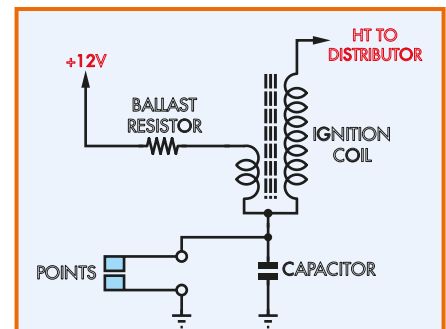 +12V
HT TO
DISTRIBUTOR
BALLAST
RESISTOR
IGNITION
COIL
POINTS
CAPACITOR